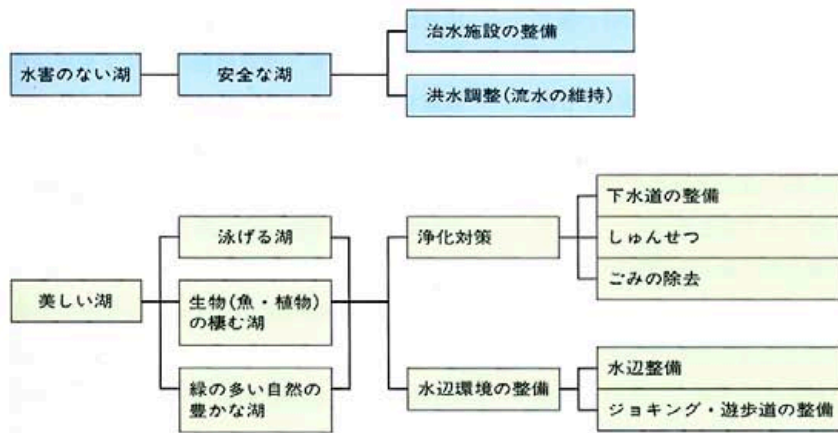 治水施設の整備
水害のない湖
安全な湖
洪水調整(流水の維持)
下水道の整備
泳げる湖
浄化対策
しゅんせつ
ごみの除去
美しい湖
生物(魚・植物)
の棲む湖
緑の多い自然の
豊かな湖
水辺環境の整備
水辺整備
ジョキング・遊歩道の整備